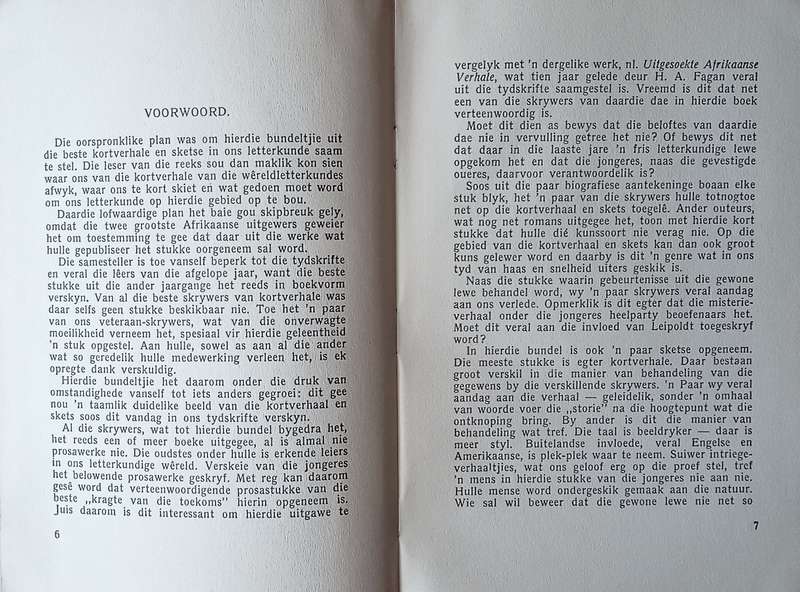 VOORWOORD.
Die oorspronklike plan was om hierdie bundeltjie uit
die beste kortverhale en sketse in ons letterkunde saam
te stel. Die leser van die reeks sou dan maklik kon sien
waar ons van die kortverhale van die wêreldletterkundes
afwyk, waar ons te kort skiet en wat gedoen moet word
om ons letterkunde op hierdie gebied op te bou.
Daardie lofwaardige plan het baie gou skipbreuk gely,
omdat die twee grootste Afrikaanse uitgewers geweier
het om toestemming te gee dat daar uit die werke wat
hulle gepubliseer het stukke oorgeneem sal word.
Die samesteller is toe vanself beperk tot die tydskrifte
en veral die lêers van die afgelope jaar, want die beste
stukke uit die ander jaargange het reeds in boekvorm
verskyn. Van al die beste skrywers van kortverhale was
daar selfs geen stukke beskikbaar nie. Toe het 'n paar
van ons veteraan-skrywers, wat van die onverwagte
moeilikheid verneem het, spesiaal vir hierdie geleentheid
'n stuk opgestel. Aan hulle, sowel as aan al die ander
wat so geredelik hulle medewerking verleen het, is ek
opregte dank verskuldig.
Hierdie bundeltjie het daarom onder die druk van
omstandighede vanself tot iets anders gegroei: dit gee
nou 'n taamlik duidelike beeld van die kortverhaal en
skets soos dit vandag in ons tydskrifte verskyn.
Al die skrywers, wat tot hierdie bundel bygedra het,
het reeds een of meer boeke uitgegee, al is almal nie
prosawerke nie. Die oudstes onder hulle is erkende leiers
in ons letterkundige wêreld. Verskeie van die jongeres
het belowende prosawerke geskryf. Met reg kan daarom
gesê word dat verteenwoordigende prosastukke van die
beste „kragte van die toekoms" hierin opgeneem is.
Juis daarom is dit interessant om hierdie uitgawe te
6
vergelyk met 'n dergelike werk, nl. Uitgesoekte Afrikaanse
Verhale, wat tien jaar gelede deur H. A. Fagan veral
uit die tydskrifte saamgestel is. Vreemd is dit dat net
een van die skrywers van daardie dae in hierdie boek
verteenwoordig is.
Moet dit dien as bewys dat die beloftes van daardie
dae nie in vervulling getree het nie? Of bewys dit net
dat daar in die laaste jare 'n fris letterkundige lewe
opgekom het en dat die jongeres, naas die gevestigde
oueres, daarvoor verantwoordelik is?
Soos uit die paar biografiese aantekeninge boaan elke
stuk blyk, het 'n paar van die skrywers hulle totnogtoe
net op die kortverhaal en skets toegelê. Ander outeurs,
wat nog net romans uitgegee het, toon met hierdie kort
stukke dat hulle dié kunssoort nie verag nie. Op die
gebied van die kortverhaal en skets kan dan ook groot
kuns gelewer word en daarby is dit 'n genre wat in ons
tyd van haas en snelheid uiters geskik is.
Naas die stukke waarin gebeurtenisse uit die gewone
lewe behandel word, wy 'n paar skrywers veral aandag
aan ons verlede. Opmerklik is dit egter dat die misterie-
verhaal onder die jongeres heelparty beoefenaars het.
Moet dit veral aan die invloed van Leipoldt toegeskryf
word?
In hierdie bundel is ook 'n paar sketse opgeneem.
Die meeste stukke is egter kortverhale. Daar bestaan
groot verskil in die manier van behandeling van die
gegewens by die verskillende skrywers. 'n Paar wy veral
aandag aan die verhaal — geleidelik, sonder 'n omhaal
van woorde voer die „storie" na die hoogtepunt wat die
ontknoping bring. By ander is dit die manier van
behandeling wat tref. Die taal is beeldryker — daar is
meer styl. Buitelandse invloede, veral Engelse en
Amerikaanse, is plek-plek waar te neem. Suiwer intriege-
verhaaltjies, wat ons geloof erg op die proef stel, tref
'n mens in hierdie stukke van die jongeres nie aan nie.
Hulle mense word ondergeskik gemaak aan die natuur.
Wie sal wil beweer dat die gewone lewe nie net so
7